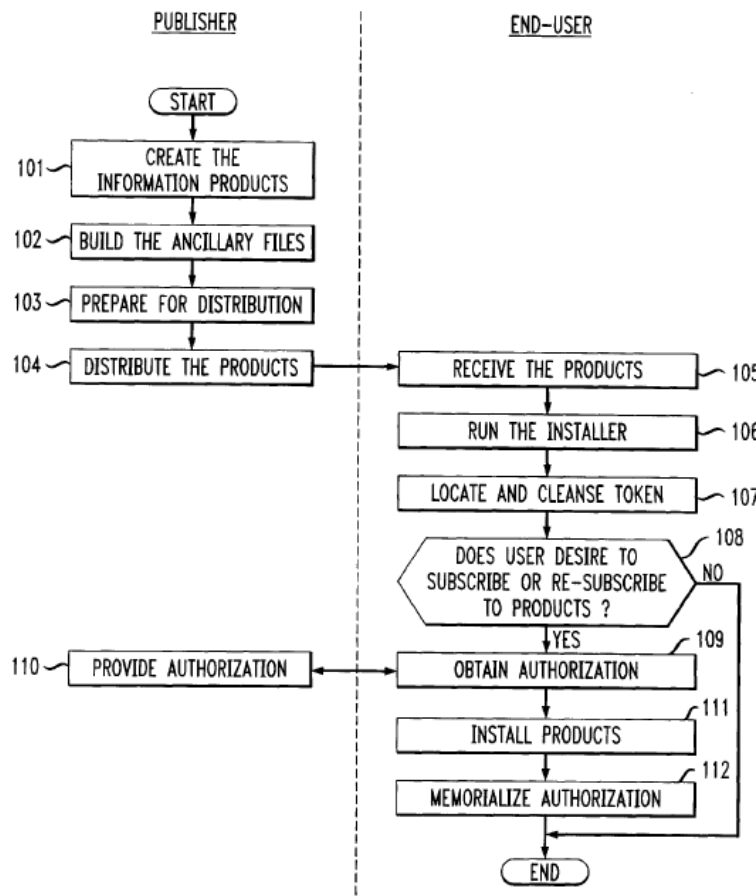 PUBLISHER
END-USER
START
101
CREATE THE
INFORMATION PRODUCTS
102
BUILD THE ANCILLARY FILES
103
PREPARE FOR DISTRIBUTION
104
DISTRIBUTE THE PRODUCTS
RECEIVE THE PRODUCTS
105
RUN THE INSTALLER
106
LOCATE AND CLEANSE TOKEN
107
108
DOES USER DESIRE TO
SUBSCRIBE OR RE-SUBSCRIBE
TO PRODUCTS ?
NO
YES
109
110
PROVIDE AUTHORIZATION
OBTAIN AUTHORIZATION
111
INSTALL PRODUCTS
112
MEMORIALIZE AUTHORIZATION
END